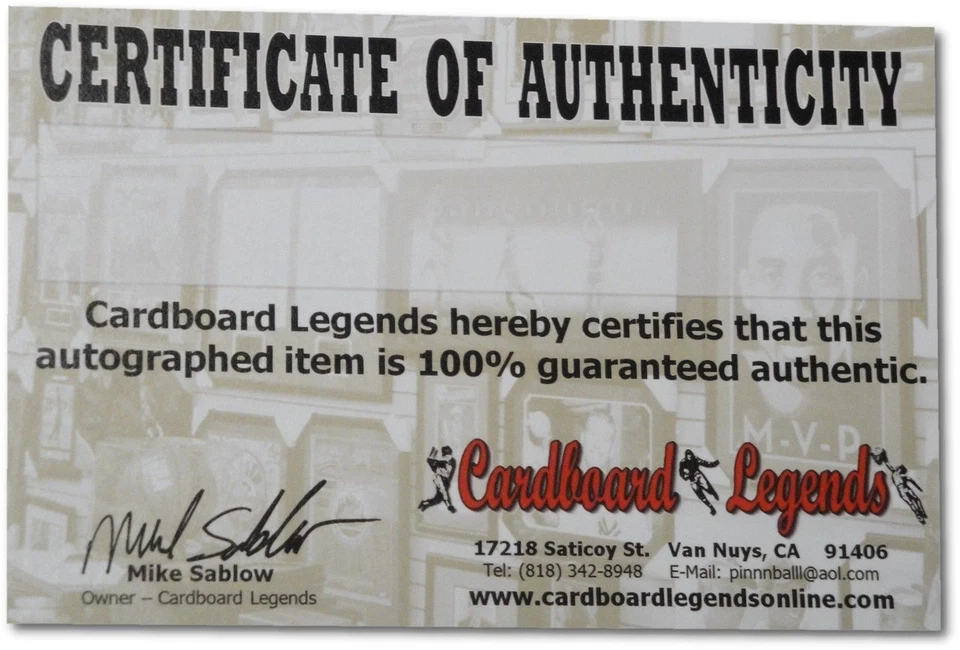 CERTIFICATE OF AUTHENTICITY
Cardboard Legends hereby certifies that this
autographed item is 100% guaranteed authentic.
M-V-P
Cardboard Legends
Mike Sablow
Mike Sablow
Owner – Cardboard Legends
17218 Saticoy St. Van Nuys, CA 91406
Tel: (818) 342-8948 E-Mail: pinnnballl@aol.com
www.cardboardlegendsonline.com